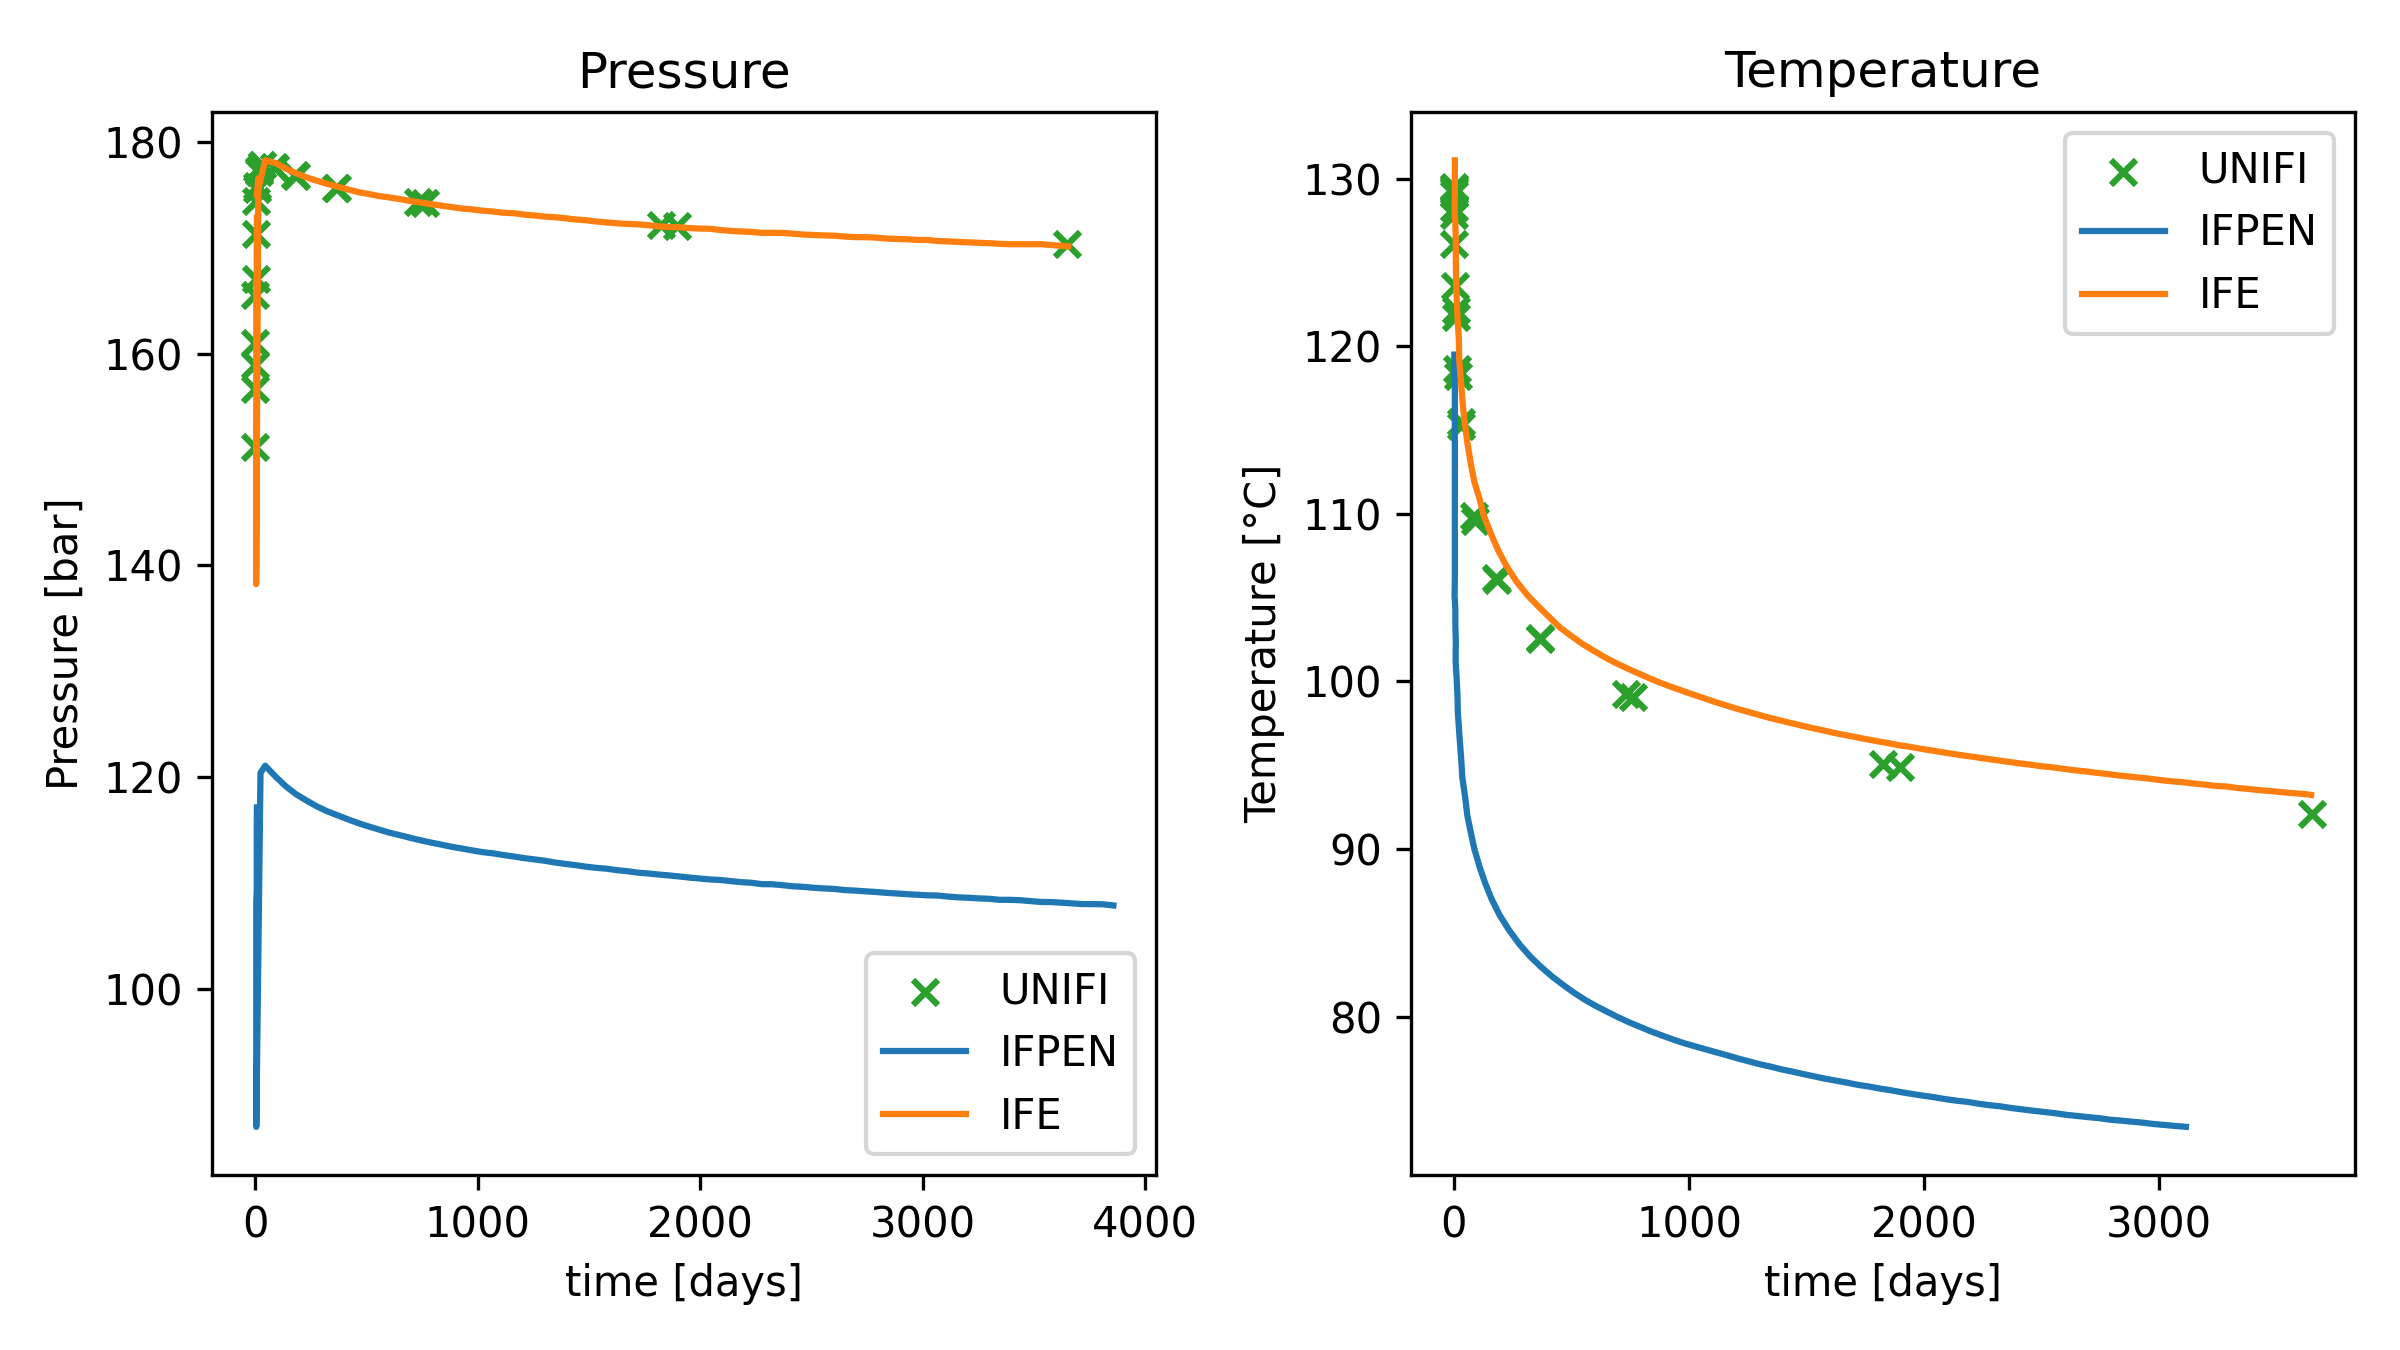 Pressure
180
160
140
120
100
Pressure [bar]
0 1000 2000 3000 4000
time [days]
UNIFI
IFPEN
IFE
Temperature
130
120
110
100
90
80
Temperature [°C]
0 1000 2000 3000
time [days]
UNIFI
IFPEN
IFE